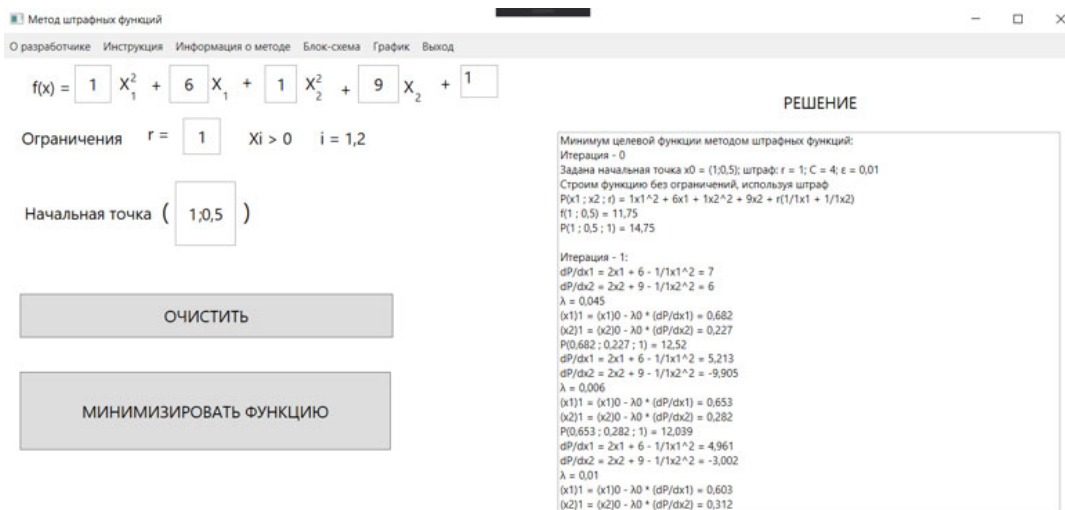 Метод штрафных функций
О разработчике Инструкция Информация о методе Блок-схема График Выход
f(x) = 1 X₁² + 6 X₁ + 1 X₂² + 9 X₂ + 1
Ограничения r = 1 Xi > 0 i = 1,2
Начальная точка ( 1;0,5 )
ОЧИСТИТЬ
МИНИМИЗИРОВАТЬ ФУНКЦИЮ
РЕШЕНИЕ
Минимум целевой функции методом штрафных функций:
Итерация - 0
Задана начальная точка x0 = (1;0,5); штраф: r = 1; C = 4; ε = 0,01
Строим функцию без ограничений, используя штраф
P(x1 ; x2 ; r) = 1x1^2 + 6x1 + 1x2^2 + 9x2 + r(1/1x1 + 1/1x2)
f(1 ; 0,5) = 11,75
P(1 ; 0,5 ; 1) = 14,75
Итерация - 1:
dP/dx1 = 2x1 + 6 - 1/1x1^2 = 7
dP/dx2 = 2x2 + 9 - 1/1x2^2 = 6
λ = 0,045
(x1)1 = (x1)0 - λ0 * (dP/dx1) = 0,682
(x2)1 = (x2)0 - λ0 * (dP/dx2) = 0,227
P(0,682 ; 0,227 ; 1) = 12,52
dP/dx1 = 2x1 + 6 - 1/1x1^2 = 5,213
dP/dx2 = 2x2 + 9 - 1/1x2^2 = -9,905
λ = 0,006
(x1)1 = (x1)0 - λ0 * (dP/dx1) = 0,653
(x2)1 = (x2)0 - λ0 * (dP/dx2) = 0,282
P(0,653 ; 0,282 ; 1) = 12,039
dP/dx1 = 2x1 + 6 - 1/1x1^2 = 4,961
dP/dx2 = 2x2 + 9 - 1/1x2^2 = -3,002
λ = 0,01
(x1)1 = (x1)0 - λ0 * (dP/dx1) = 0,603
(x2)1 = (x2)0 - λ0 * (dP/dx2) = 0,312